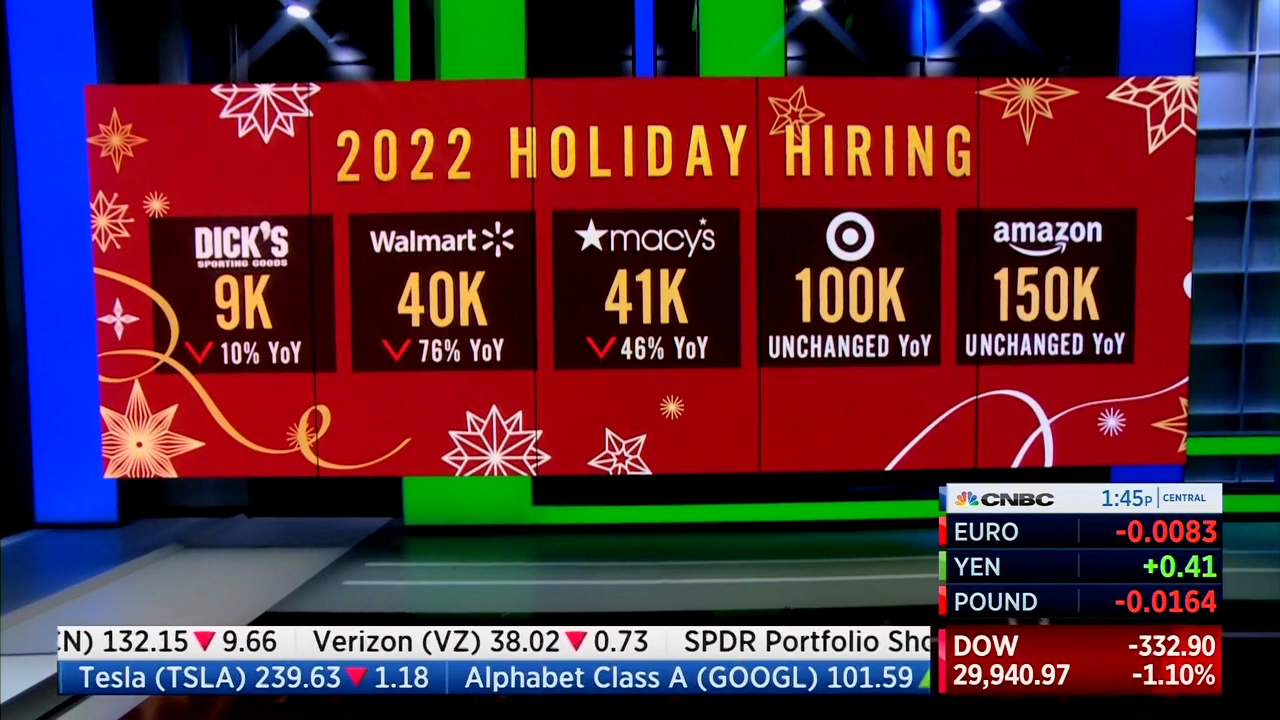 2022 HOLIDAY HIRING
DICK'S
SPORTING GOODS
9K
10% YoY
Walmart
40K
76% YoY
macy's
41K
46% YoY
100K
UNCHANGED YoY
amazon
150K
UNCHANGED YoY
CNBC 1:45P CENTRAL
EURO -0.0083
YEN +0.41
POUND -0.0164
DOW -332.90
29,940.97 -1.10%
N) 132.15 9.66 Verizon (VZ) 38.02 0.73 SPDR Portfolio
Tesla (TSLA) 239.63 1.18 Alphabet Class A (GOOGL) 101.59